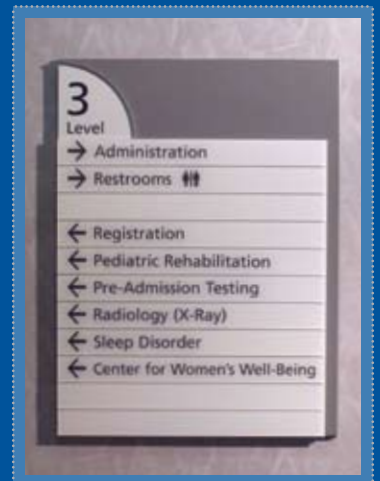 3
Level
→ Administration
→ Restrooms
← Registration
← Pediatric Rehabilitation
← Pre-Admission Testing
← Radiology (X-Ray)
← Sleep Disorder
← Center for Women's Well-Being